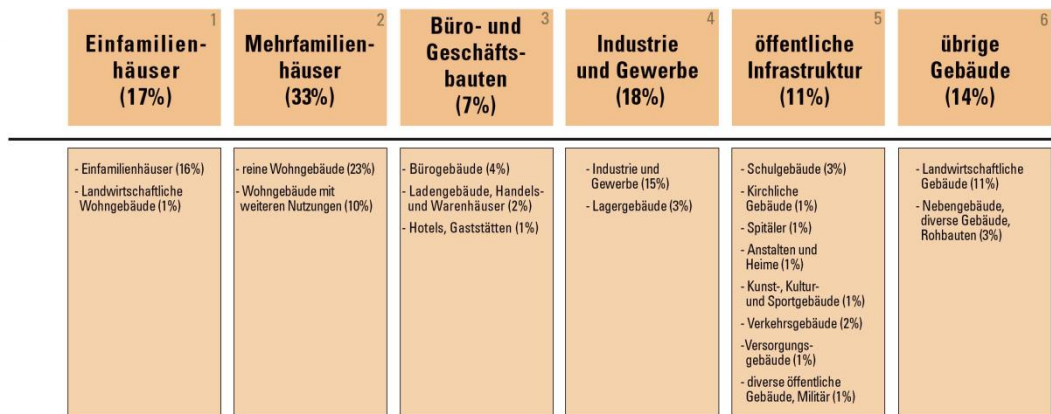 1
Einfamilien-
häuser
(17%)
2
Mehrfamilien-
häuser
(33%)
3
Büro- und
Geschäfts-
bauten
(7%)
4
Industrie
und Gewerbe
(18%)
5
öffentliche
Infrastruktur
(11%)
6
übrige
Gebäude
(14%)
- Einfamilienhäuser (16%)
- Landwirtschaftliche
Wohngebäude (1%)
- reine Wohngebäude (23%)
- Wohngebäude mit
weiteren Nutzungen (10%)
- Bürogebäude (4%)
- Ladengebäude, Handels-
und Warenhäuser (2%)
- Hotels, Gaststätten (1%)
- Industrie und
Gewerbe (15%)
- Lagergebäude (3%)
- Schulgebäude (3%)
- Kirchliche
Gebäude (1%)
- Spitäler (1%)
- Anstalten und
Heime (1%)
- Kunst-, Kultur-
und Sportgebäude (1%)
- Verkehrsgebäude (2%)
-Versorgungs-
gebäude (1%)
- diverse öffentliche
Gebäude, Militär (1%)
- Landwirtschaftliche
Gebäude (11%)
- Nebengebäude,
diverse Gebäude,
Rohbauten (3%)